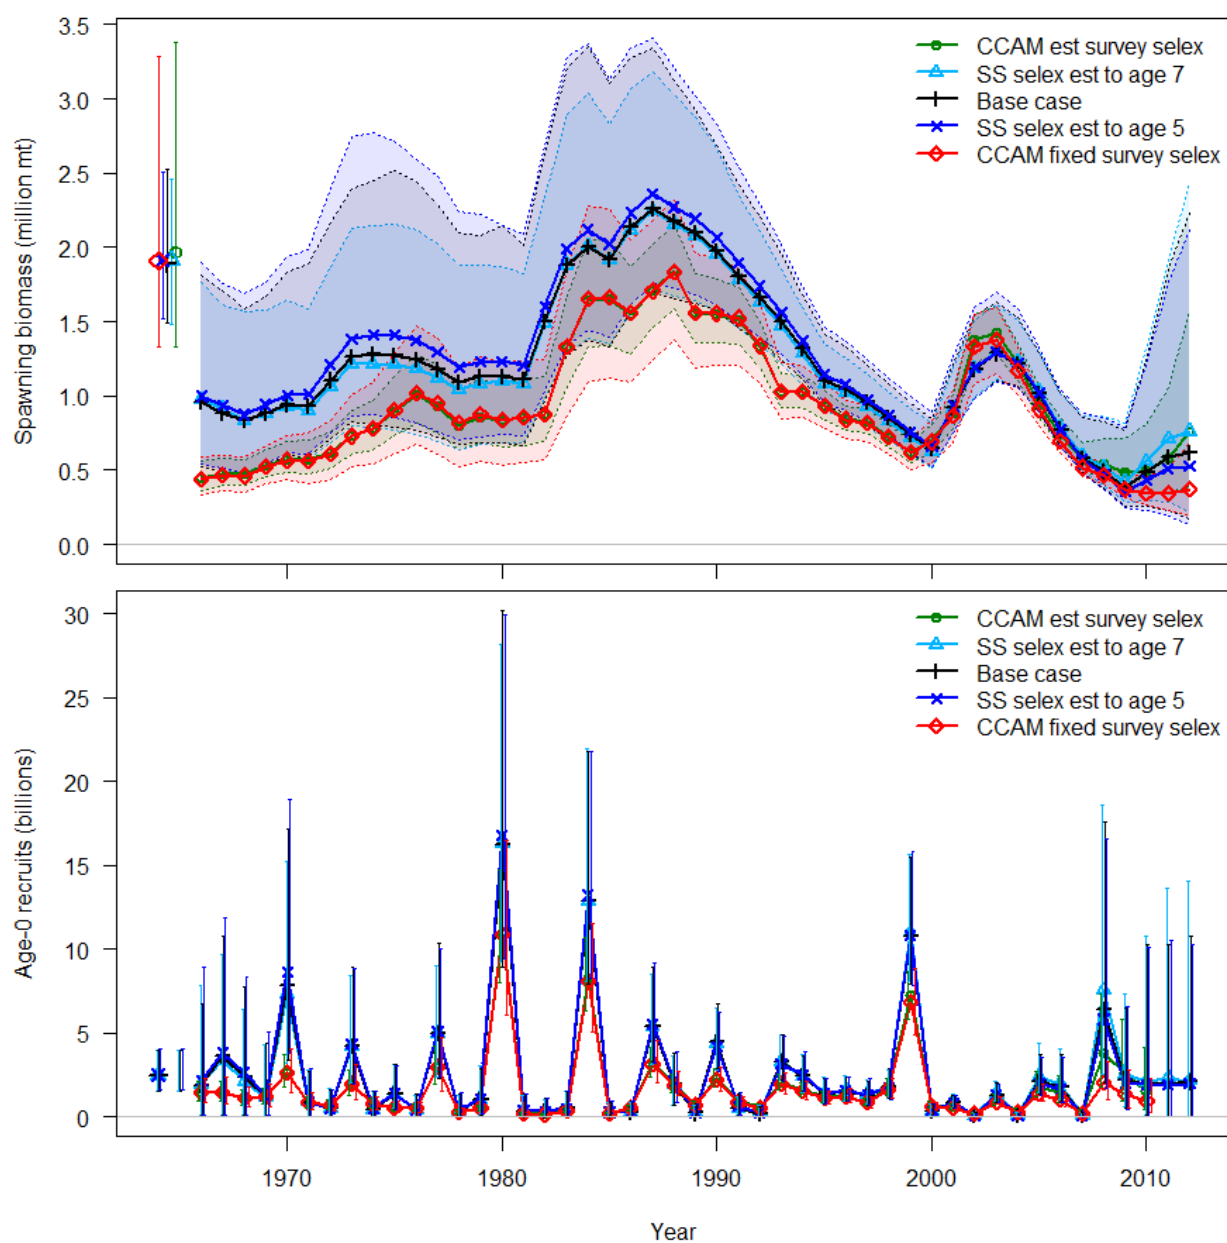 Spawning biomass (million mt)
3.5
3.0
2.5
2.0
1.5
1.0
0.5
0.0
CCAM est survey selex
SS selex est to age 7
Base case
SS selex est to age 5
CCAM fixed survey selex
Age-0 recruits (billions)
30
25
20
15
10
5
0
CCAM est survey selex
SS selex est to age 7
Base case
SS selex est to age 5
CCAM fixed survey selex
1970 1980 1990 2000 2010
Year